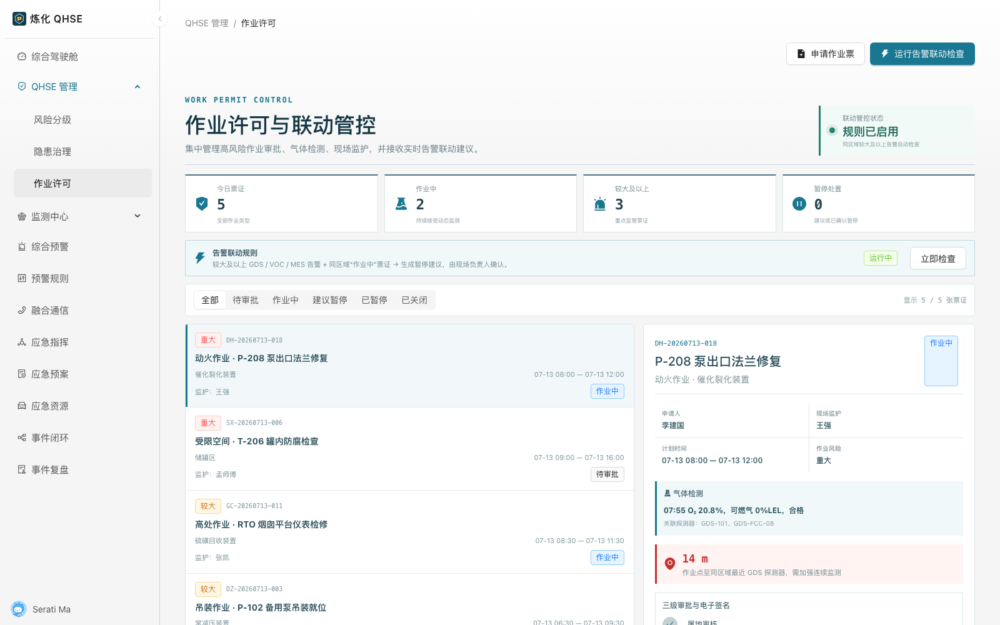 炼化 QHSE
综合驾驶舱
QHSE 管理
风险分级
隐患治理
作业许可
监测中心
综合预警
预警规则
融合通信
应急指挥
应急预案
应急资源
事件闭环
事件复盘
Serati Ma
QHSE 管理 / 作业许可
申请作业票
运行告警联动检查
WORK PERMIT CONTROL
作业许可与联动管控
集中管理高风险作业审批、气体检测、现场监护，并接收实时告警联动建议。
联动管控状态
规则已启用
同区域较大及以上告警自动检查
今日票证
5
全部作业类型
作业中
2
持续接受动态监测
较大及以上
3
重点监管票证
暂停处置
0
建议或已确认暂停
告警联动规则
较大及以上 GDS / VOC / MES 告警 + 同区域“作业中”票证 → 生成暂停建议，由现场负责人确认。
运行中
立即检查
全部 待审批 作业中 建议暂停 已暂停 已关闭
显示 5 / 5 张票证
重大 DH-20260713-018
动火作业 · P-208 泵出口法兰修复
催化裂化装置 07-13 08:00 — 07-13 12:00
监护：王强 作业中
重大 SX-20260713-006
受限空间 · T-206 罐内防腐检查
储罐区 07-13 09:00 — 07-13 16:00
监护：孟师傅 待审批
较大 GC-20260713-011
高处作业 · RTO 烟囱平台仪表检修
硫磺回收装置 07-13 08:30 — 07-13 11:30
监护：张凯 作业中
较大 DZ-20260713-003
吊装作业 · P-102 备用泵吊装就位
常减压装置 07-13 06:30 — 07-13 09:30
DH-20260713-018
P-208 泵出口法兰修复
动火作业 · 催化裂化装置
作业中
申请人
李建国
现场监护
王强
计划时间
07-13 08:00 — 07-13 12:00
作业风险
重大
气体检测
07:55 O₂ 20.8%，可燃气 0%LEL，合格
关联探测器：GDS-101、GDS-FCC-08
14 m
作业点至同区域最近 GDS 探测器，需加强连续监测
三级审批与电子签名
属地审核